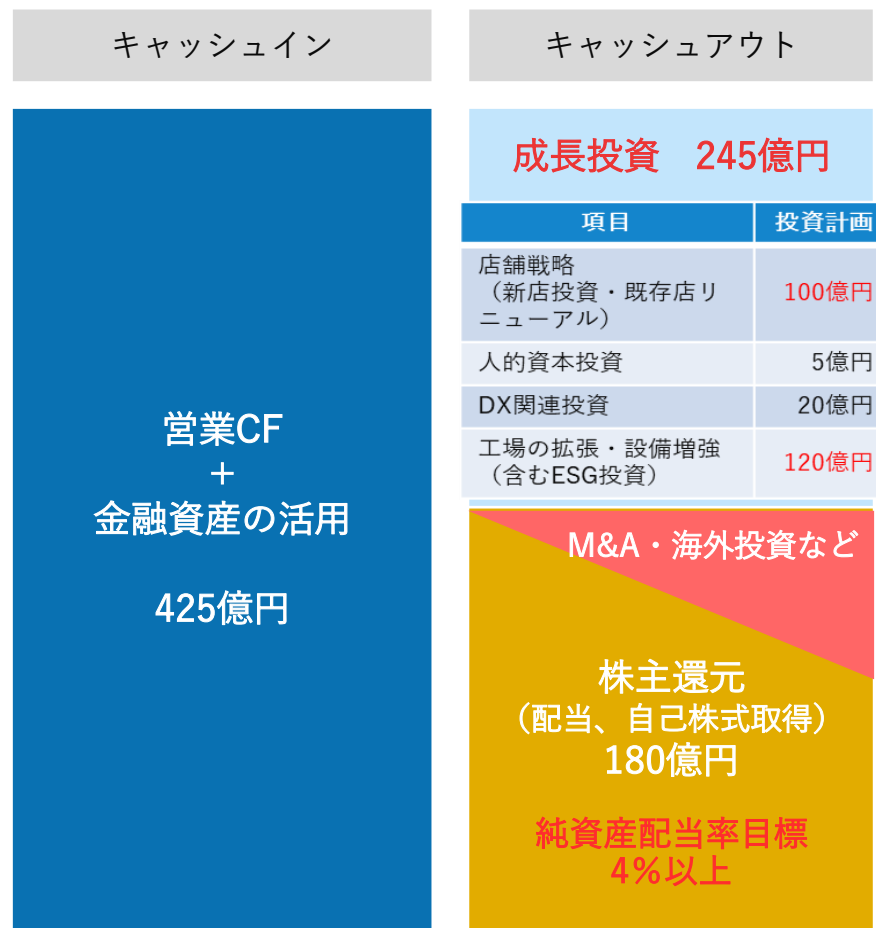 キャッシュイン
キャッシュアウト
営業CF
+
金融資産の活用
425億円
成長投資　245億円
項目
投資計画
店舗戦略
（新店投資・既存店リ
ニューアル）
100億円
人的資本投資
5億円
DX関連投資
20億円
工場の拡張・設備増強
（含むESG投資）
120億円
M&A・海外投資など
株主還元
（配当、自己株式取得）
180億円
純資産配当率目標
4％以上